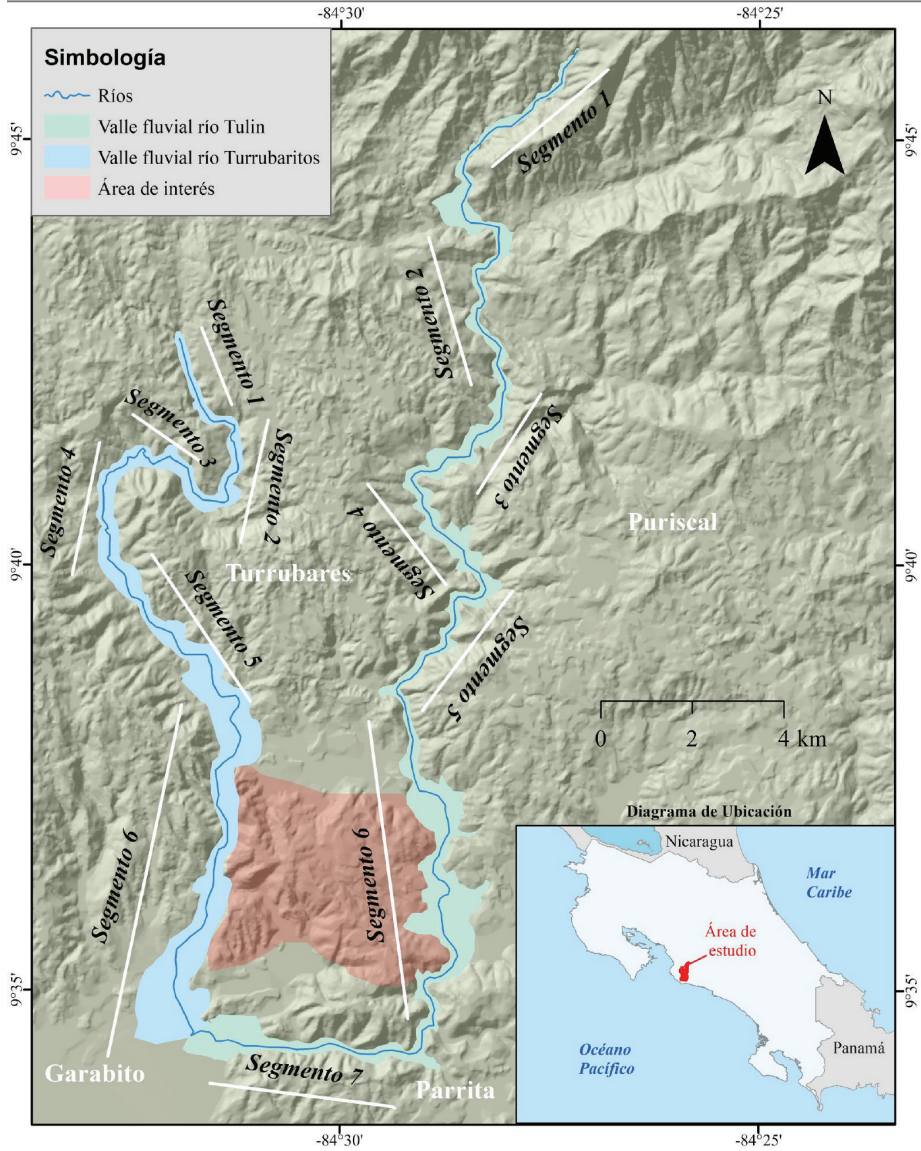 -84°30'
-84°25'
Simbología
Ríos
Valle fluvial río Tulin
Valle fluvial río Turrubaritos
Área de interés
N
9°45'
9°45'
Segmento 1
Segmento 2
Segmento 1
Segmento 3
Segmento 2
Segmento 4
Segmento 3
Segmento 4
Puriscal
9°40'
9°40'
Turrubares
Segmento 5
Segmento 5
0 2 4 km
Segmento 6
Segmento 6
Diagrama de Ubicación
Nicaragua
Mar
Caribe
Área de
estudio
Océano
Pacífico
Panamá
9°35'
9°35'
Garabito
Segmento 7
Parrita
-84°30'
-84°25'